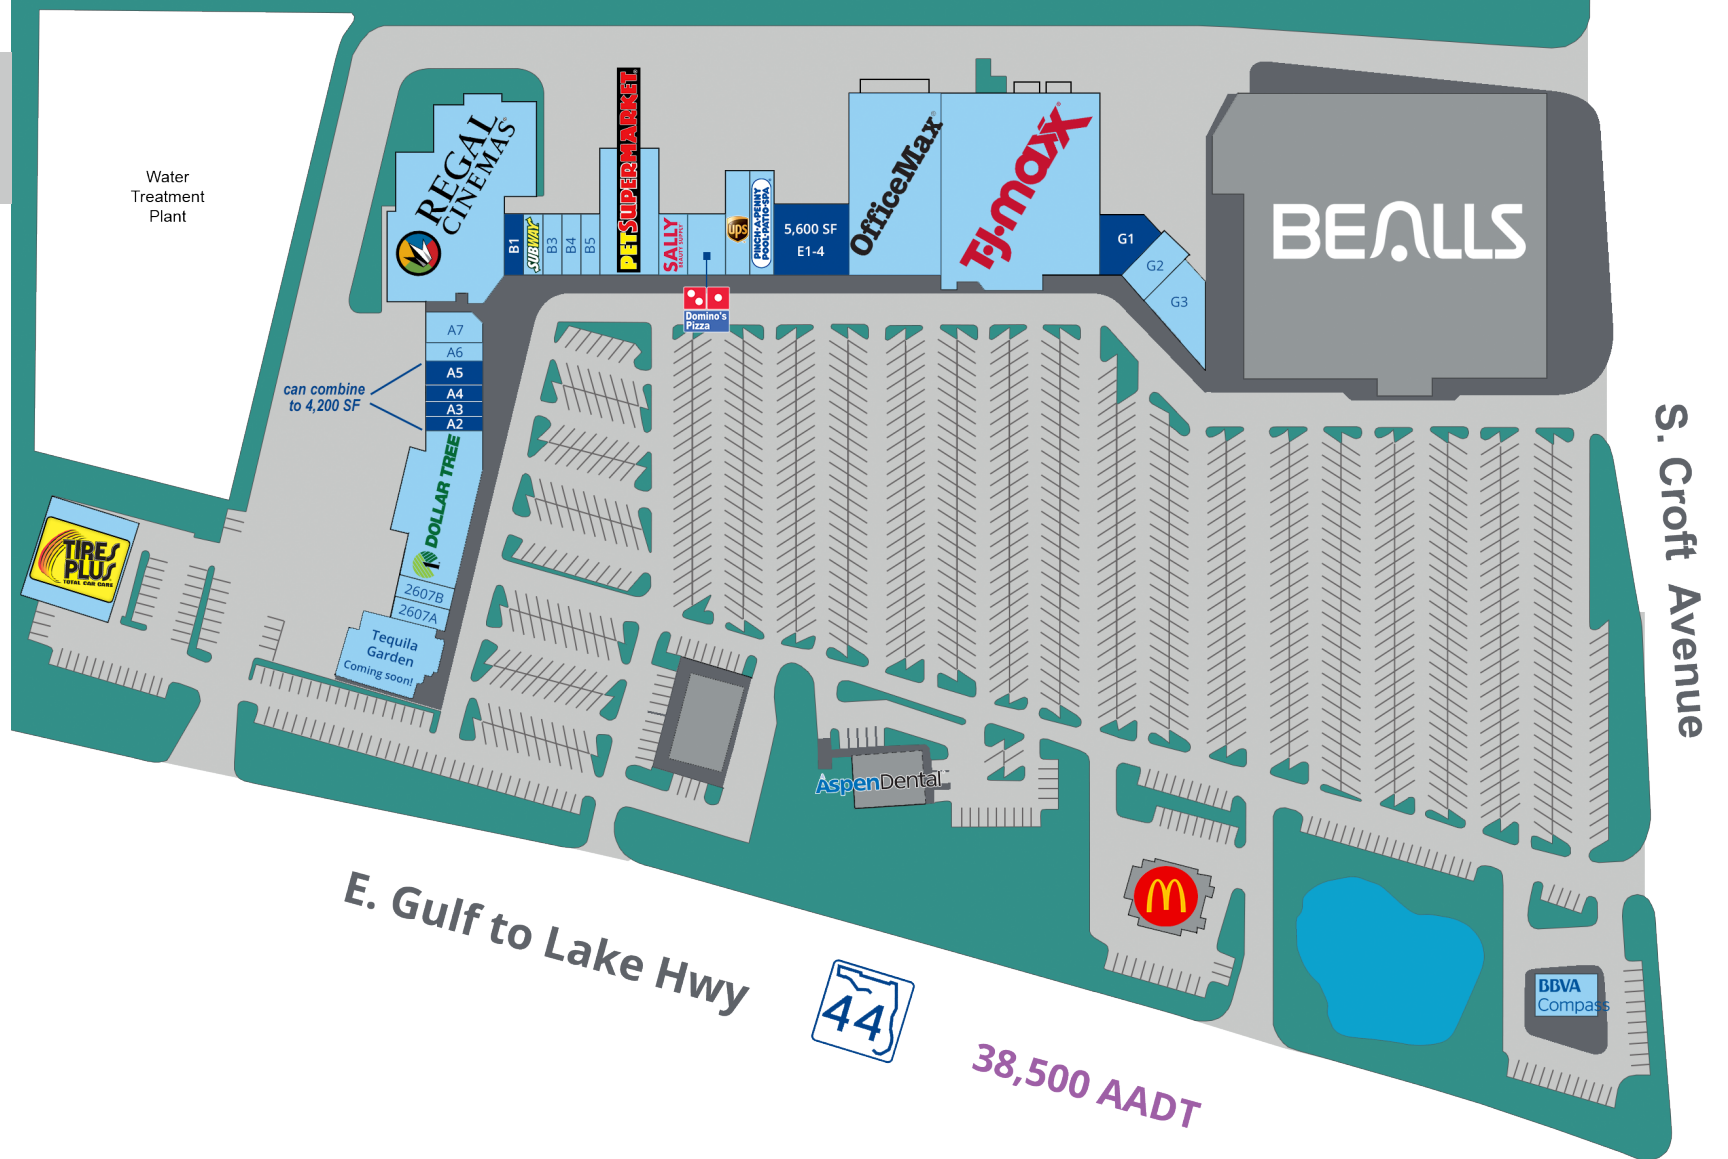 Water
Treatment
Plant
REGAL
CINEMAS
B1
SUBWAY
B3
B4
B5
PETSUPERMARKET
SALLY
BEAUTY SUPPLY
Domino's
Pizza
ups
PINCH-A-PENNY
POOL·PATIO·SPA
5,600 SF
E1-4
OfficeMax
T·J·maxx
G1
G2
G3
BEALLS
A7
A6
A5
A4
A3
A2
can combine
to 4,200 SF
DOLLAR TREE
2607B
2607A
Tequila
Garden
Coming soon!
TIRES
PLUS
TOTAL CAR CARE
AspenDental
BBVA
Compass
S. Croft Avenue
E. Gulf to Lake Hwy
44
38,500 AADT